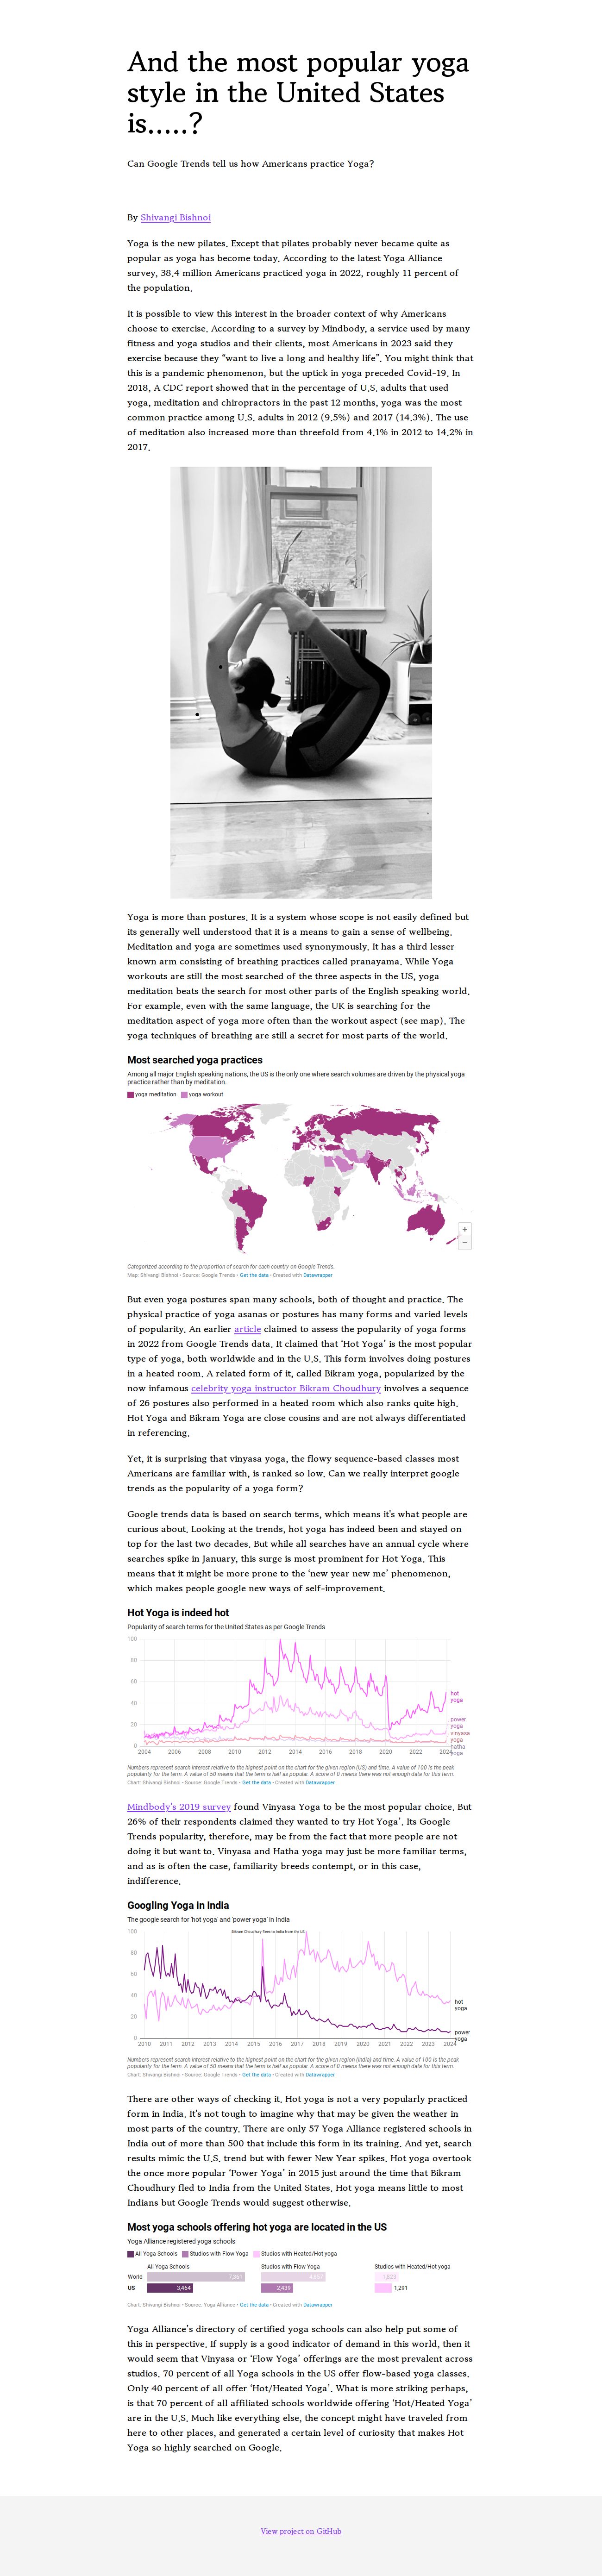 And the most popular yoga
style in the United States
is.....?
Can Google Trends tell us how Americans practice Yoga?
By Shivangi Bishnoi
Yoga is the new pilates. Except that pilates probably never became quite as
popular as yoga has become today. According to the latest Yoga Alliance
survey, 38.4 million Americans practiced yoga in 2022, roughly 11 percent of
the population.
It is possible to view this interest in the broader context of why Americans
choose to exercise. According to a survey by Mindbody, a service used by many
fitness and yoga studios and their clients, most Americans in 2023 said they
exercise because they “want to live a long and healthy life”. You might think that
this is a pandemic phenomenon, but the uptick in yoga preceded Covid-19. In
2018, A CDC report showed that in the percentage of U.S. adults that used
yoga, meditation and chiropractors in the past 12 months, yoga was the most
common practice among U.S. adults in 2012 (9.5%) and 2017 (14.3%). The use
of meditation also increased more than threefold from 4.1% in 2012 to 14.2% in
2017.
Yoga is more than postures. It is a system whose scope is not easily defined but
its generally well understood that it is a means to gain a sense of wellbeing.
Meditation and yoga are sometimes used synonymously. It has a third lesser
known arm consisting of breathing practices called pranayama. While Yoga
workouts are still the most searched of the three aspects in the US, yoga
meditation beats the search for most other parts of the English speaking world.
For example, even with the same language, the UK is searching for the
meditation aspect of yoga more often than the workout aspect (see map). The
yoga techniques of breathing are still a secret for most parts of the world.
Most searched yoga practices
Among all major English speaking nations, the US is the only one where search volumes are driven by the physical yoga
practice rather than by meditation.
yoga meditation yoga workout
+
−
Categorized according to the proportion of search for each country on Google Trends.
Map: Shivangi Bishnoi • Source: Google Trends • Get the data • Created with Datawrapper
But even yoga postures span many schools, both of thought and practice. The
physical practice of yoga asanas or postures has many forms and varied levels
of popularity. An earlier article claimed to assess the popularity of yoga forms
in 2022 from Google Trends data. It claimed that ‘Hot Yoga’ is the most popular
type of yoga, both worldwide and in the U.S. This form involves doing postures
in a heated room. A related form of it, called Bikram yoga, popularized by the
now infamous celebrity yoga instructor Bikram Choudhury involves a sequence
of 26 postures also performed in a heated room which also ranks quite high.
Hot Yoga and Bikram Yoga are close cousins and are not always differentiated
in referencing.
Yet, it is surprising that vinyasa yoga, the flowy sequence-based classes most
Americans are familiar with, is ranked so low. Can we really interpret google
trends as the popularity of a yoga form?
Google trends data is based on search terms, which means it's what people are
curious about. Looking at the trends, hot yoga has indeed been and stayed on
top for the last two decades. But while all searches have an annual cycle where
searches spike in January, this surge is most prominent for Hot Yoga. This
means that it might be more prone to the ‘new year new me’ phenomenon,
which makes people google new ways of self-improvement.
Hot Yoga is indeed hot
Popularity of search terms for the United States as per Google Trends
100
80
60
40
20
0
hot
yoga
power
yoga
vinyasa
yoga
hatha
yoga
2004 2006 2008 2010 2012 2014 2016 2018 2020 2022 2024
Numbers represent search interest relative to the highest point on the chart for the given region (US) and time. A value of 100 is the peak
popularity for the term. A value of 50 means that the term is half as popular. A score of 0 means there was not enough data for this term.
Chart: Shivangi Bishnoi • Source: Google Trends • Get the data • Created with Datawrapper
Mindbody's 2019 survey found Vinyasa Yoga to be the most popular choice. But
26% of their respondents claimed they wanted to try Hot Yoga’. Its Google
Trends popularity, therefore, may be from the fact that more people are not
doing it but want to. Vinyasa and Hatha yoga may just be more familiar terms,
and as is often the case, familiarity breeds contempt, or in this case,
indifference.
Googling Yoga in India
The google search for 'hot yoga' and 'power yoga' in India
Bikram Choudhury flees to India from the US
100
80
60
40
20
0
hot
yoga
power
yoga
2010 2011 2012 2013 2014 2015 2016 2017 2018 2019 2020 2021 2022 2023 2024
Numbers represent search interest relative to the highest point on the chart for the given region (India) and time. A value of 100 is the peak
popularity for the term. A value of 50 means that the term is half as popular. A score of 0 means there was not enough data for this term.
Chart: Shivangi Bishnoi • Source: Google Trends • Get the data • Created with Datawrapper
There are other ways of checking it. Hot yoga is not a very popularly practiced
form in India. It's not tough to imagine why that may be given the weather in
most parts of the country. There are only 57 Yoga Alliance registered schools in
India out of more than 500 that include this form in its training. And yet, search
results mimic the U.S. trend but with fewer New Year spikes. Hot yoga overtook
the once more popular ‘Power Yoga’ in 2015 just around the time that Bikram
Choudhury fled to India from the United States. Hot yoga means little to most
Indians but Google Trends would suggest otherwise.
Most yoga schools offering hot yoga are located in the US
Yoga Alliance registered yoga schools
All Yoga Schools Studios with Flow Yoga Studios with Heated/Hot yoga
All Yoga Schools Studios with Flow Yoga Studios with Heated/Hot yoga
World
US 3,464 2,439 1,291
Chart: Shivangi Bishnoi • Source: Yoga Alliance • Get the data • Created with Datawrapper
Yoga Alliance's directory of certified yoga schools can also help put some of
this in perspective. If supply is a good indicator of demand in this world, then it
would seem that Vinyasa or ‘Flow Yoga’ offerings are the most prevalent across
studios. 70 percent of all Yoga schools in the US offer flow-based yoga classes.
Only 40 percent of all offer ‘Hot/Heated Yoga’. What is more striking perhaps,
is that 70 percent of all affiliated schools worldwide offering ‘Hot/Heated Yoga’
are in the U.S. Much like everything else, the concept might have traveled from
here to other places, and generated a certain level of curiosity that makes Hot
Yoga so highly searched on Google.
View project on GitHub